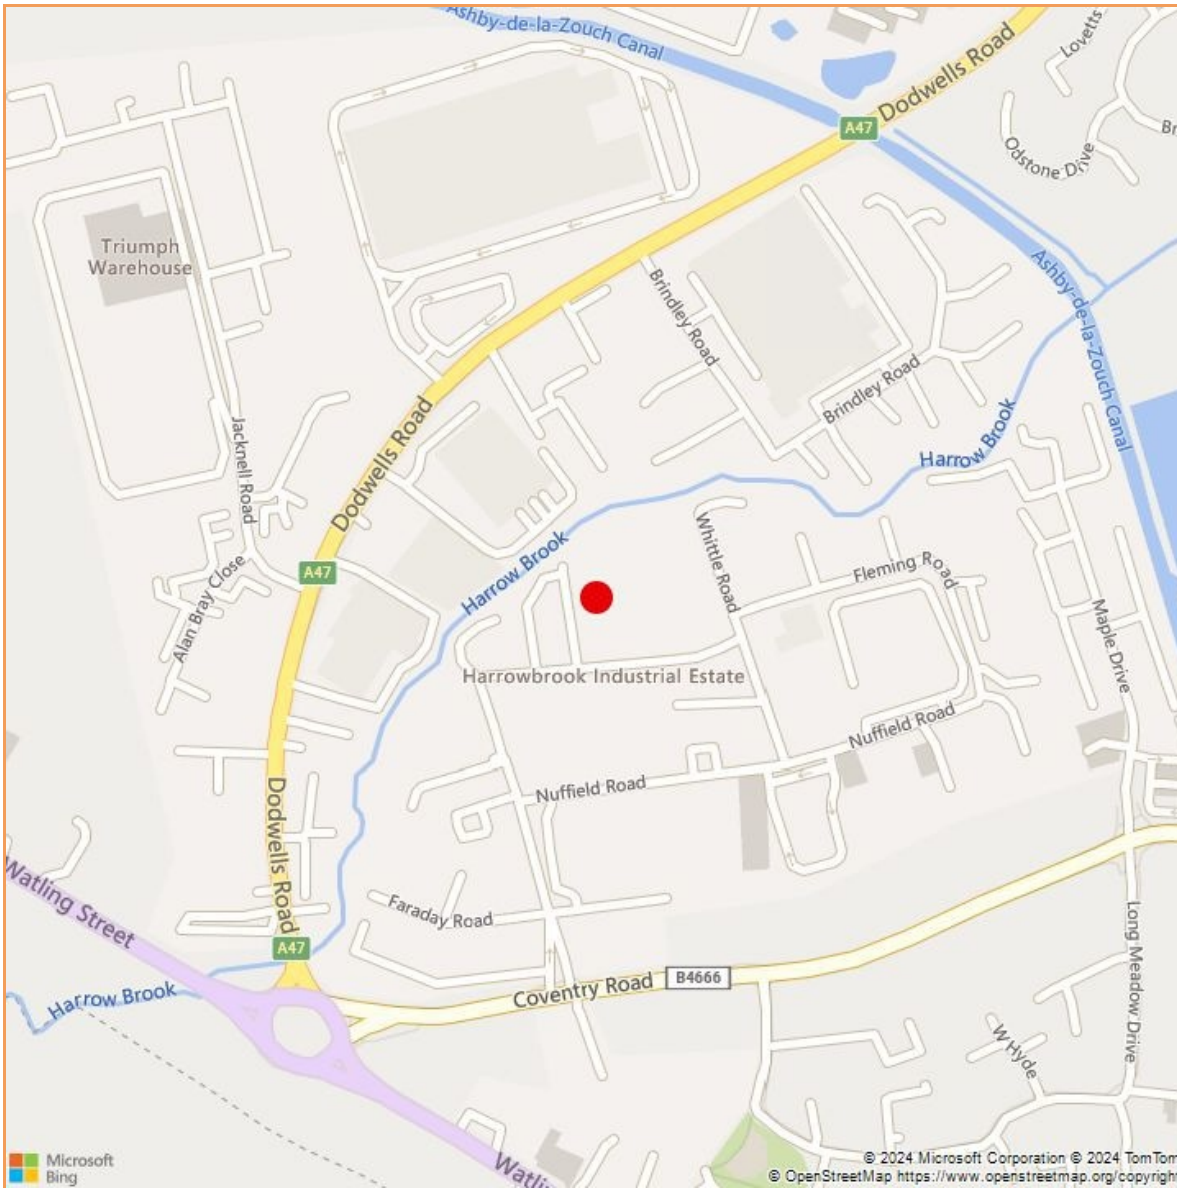 Ashby-de-la-Zouch Canal
Dodwells Road
Lovetts
A47
Odstone Drive
Triumph
Warehouse
Ashby-de-la-Zouch Canal
Brindley Road
Brindley Road
Jacknell Road
Dodwells Road
Harrow Brook
Whittle Road
Harrow Brook
Fleming Road
A47
Alan Bray Close
Maple Drive
Harrowbrook Industrial Estate
Nuffield Road
Nuffield Road
Dodwells Road
Watling Street
Faraday Road
A47
Long Meadow Drive
Coventry Road
B4666
Harrow Brook
W Hyde
Microsoft
Bing
© 2024 Microsoft Corporation © 2024 TomTom
© OpenStreetMap https://www.openstreetmap.org/copyright